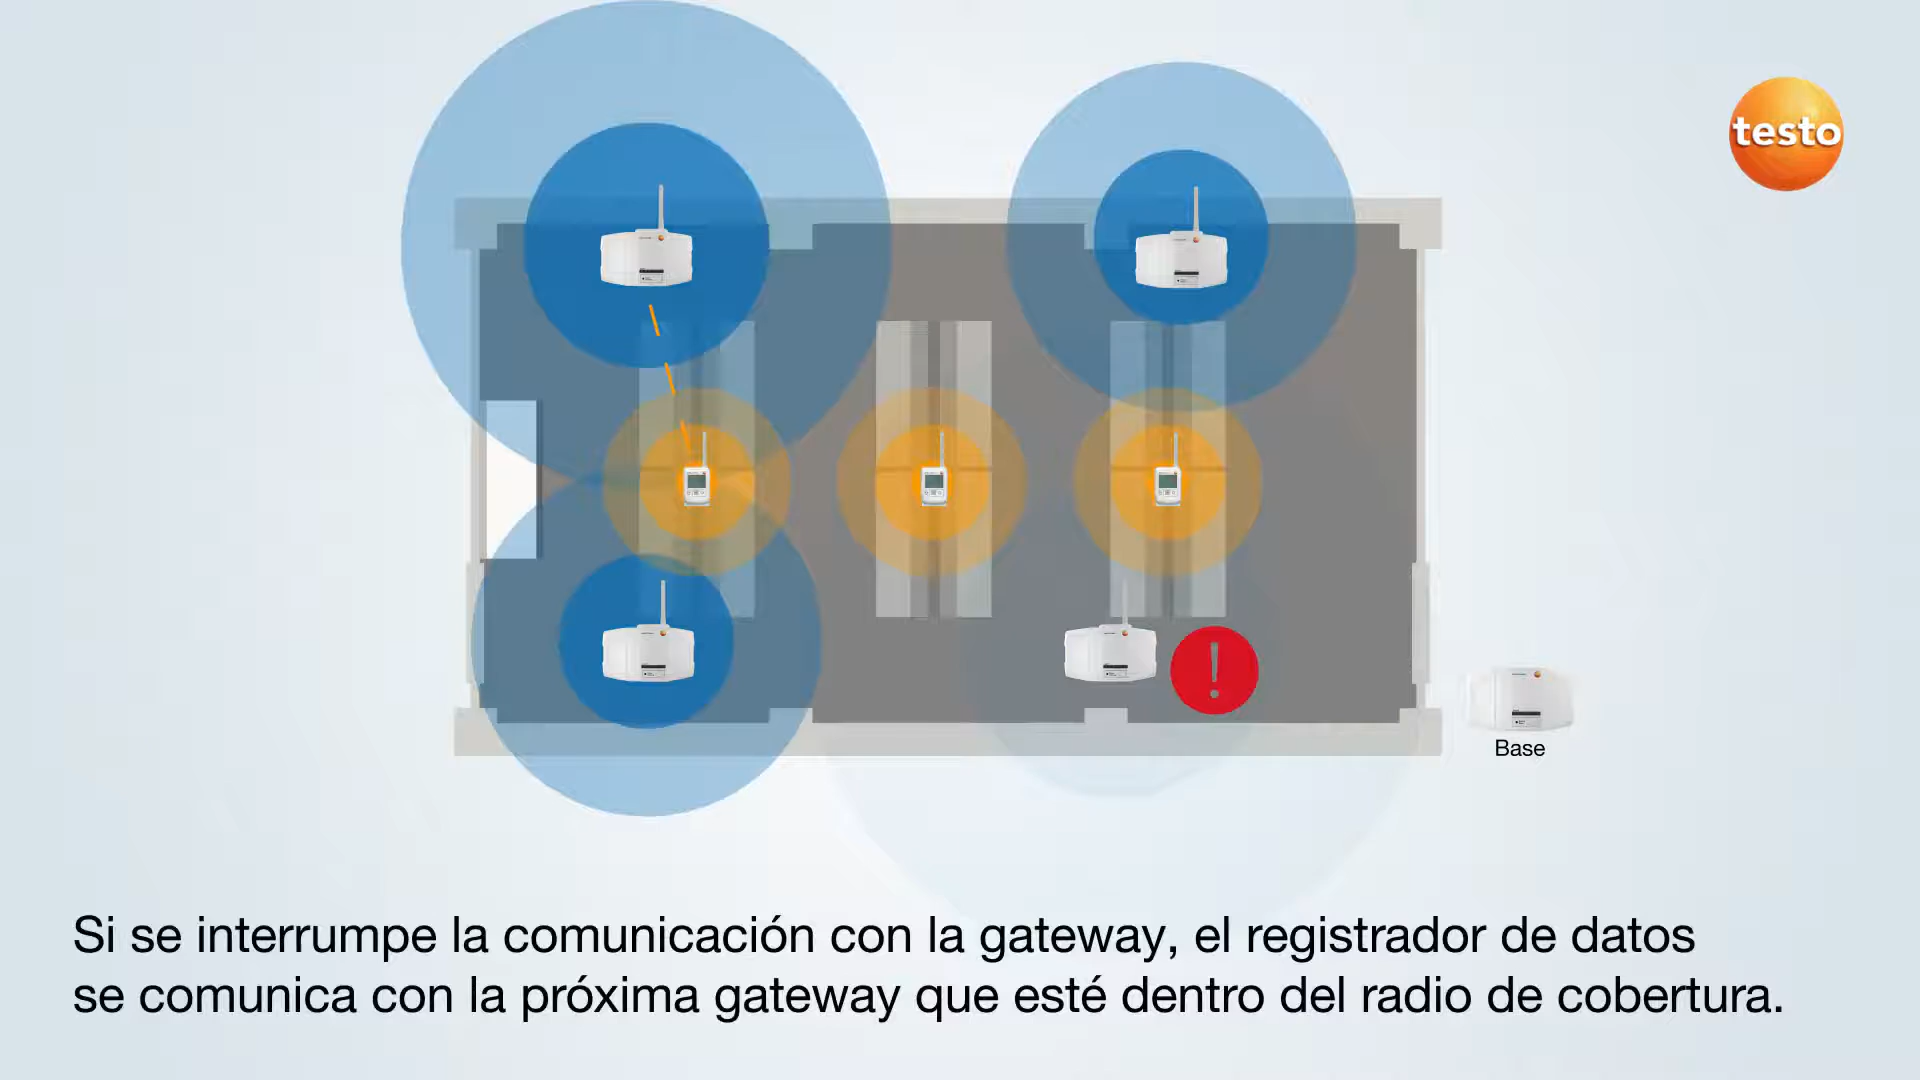 testo
Base
Si se interrumpe la comunicación con la gateway, el registrador de datos
se comunica con la próxima gateway que esté dentro del radio de cobertura.